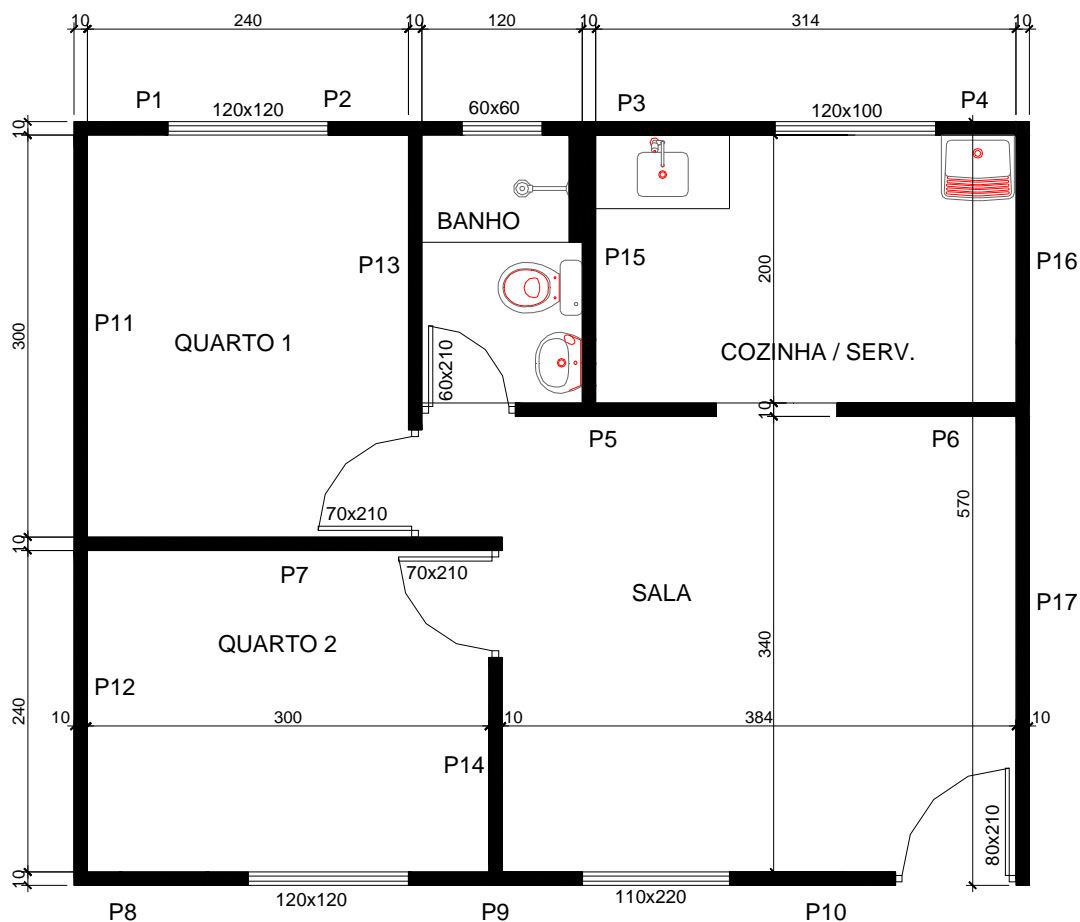 10 240 10 120 10 314 10
P1 120x120 P2 60x60 P3 120x100 P4
10
BANHO
P13 P15 200 P16
P11
300 QUARTO 1 60x210 COZINHA / SERV.
10
P5 P6
70x210 570
10
P7 70x210
SALA P17
QUARTO 2 340
P12
240
10 300 10 384 10
P14
80x210
10
120x120 110x220
P8 P9 P10